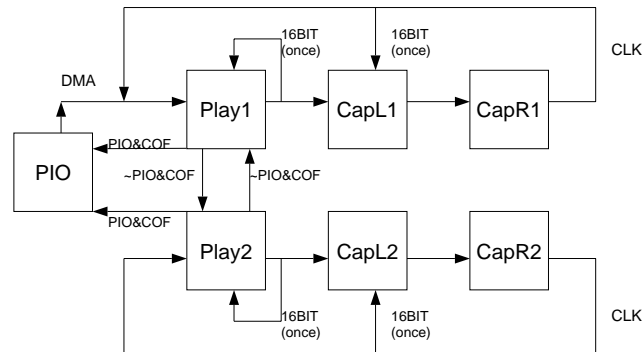 16BIT
(once)
16BIT
(once)
CLK
DMA
Play1
CapL1
CapR1
PIO&COF
PIO
~PIO&COF
~PIO&COF
PIO&COF
Play2
CapL2
CapR2
16BIT
(once)
16BIT
(once)
CLK